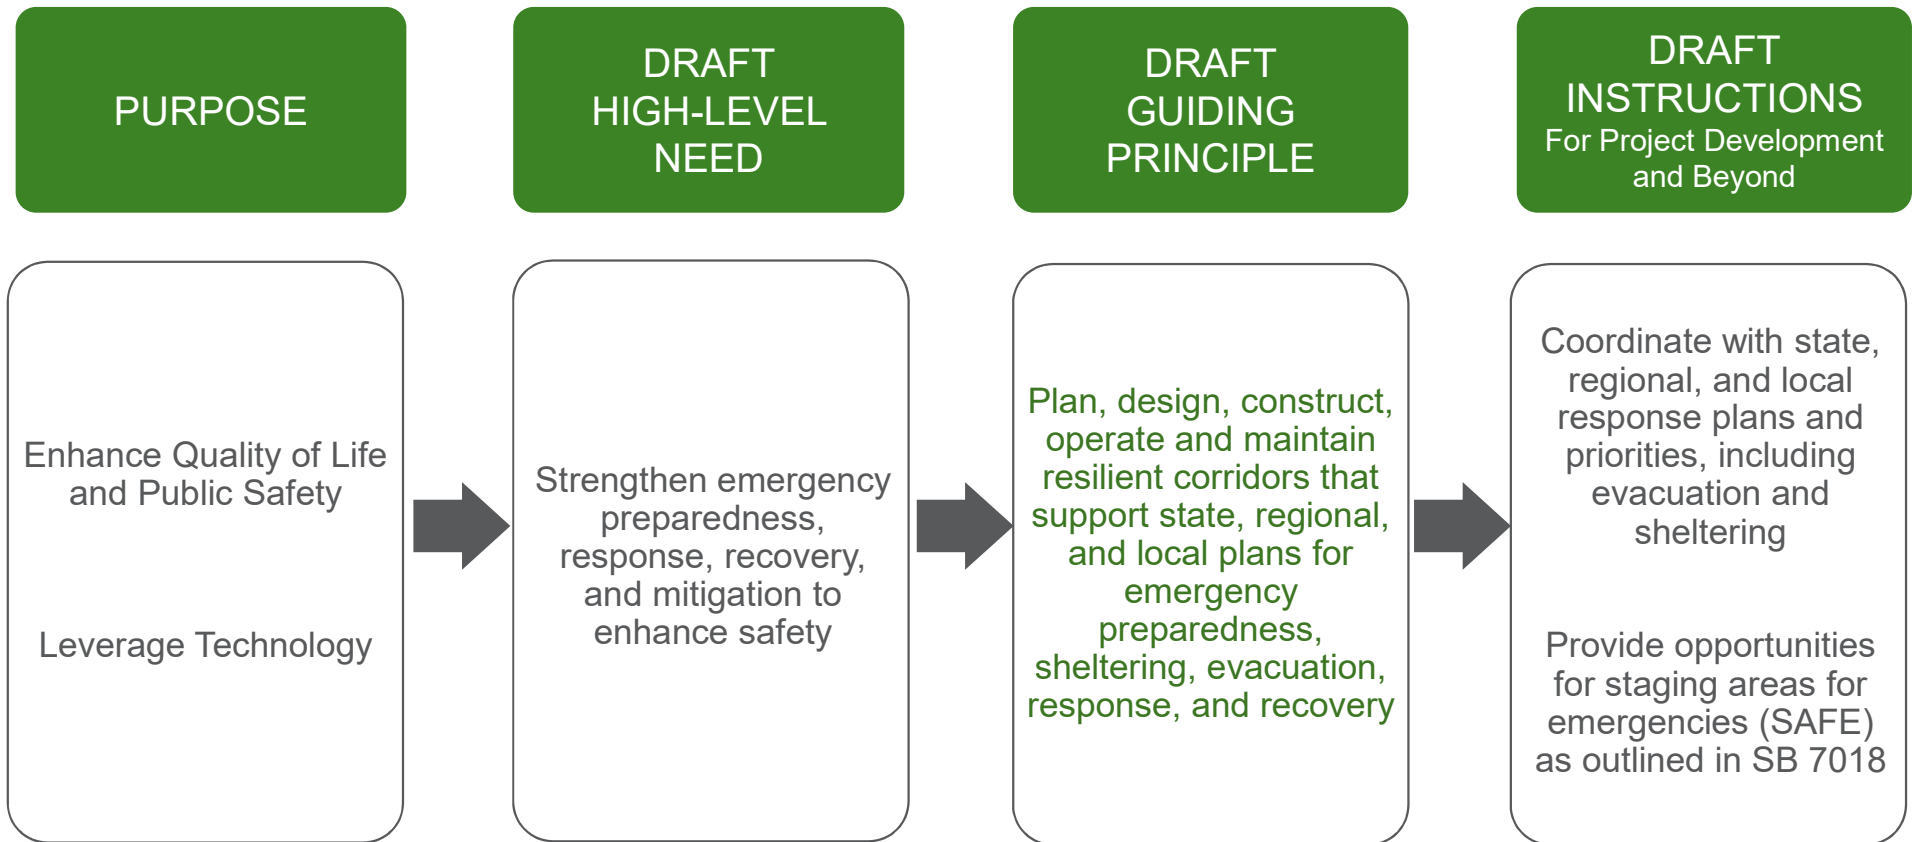 PURPOSE
DRAFT
HIGH-LEVEL
NEED
DRAFT
GUIDING
PRINCIPLE
DRAFT
INSTRUCTIONS
For Project Development
and Beyond
Enhance Quality of Life
and Public Safety
Leverage Technology
Strengthen emergency
preparedness,
response, recovery,
and mitigation to
enhance safety
Plan, design, construct,
operate and maintain
resilient corridors that
support state, regional,
and local plans for
emergency
preparedness,
sheltering, evacuation,
response, and recovery
Coordinate with state,
regional, and local
response plans and
priorities, including
evacuation and
sheltering
Provide opportunities
for staging areas for
emergencies (SAFE)
as outlined in SB 7018